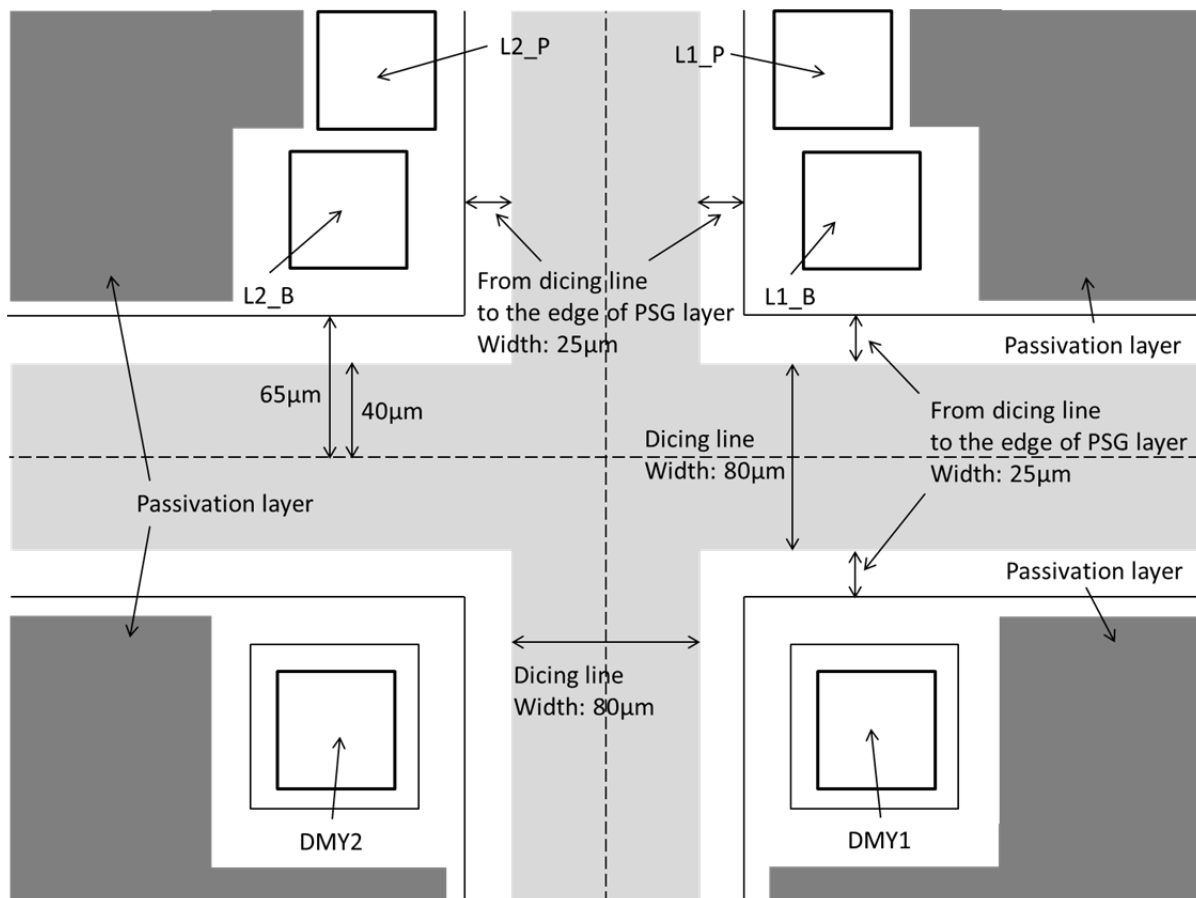 L2_P
L1_P
L2_B
L1_B
From dicing line
to the edge of PSG layer
Width: 25μm
Passivation layer
65μm
40μm
From dicing line
to the edge of PSG layer
Width: 25μm
Dicing line
Width: 80μm
Passivation layer
Passivation layer
Dicing line
Width: 80μm
DMY2
DMY1